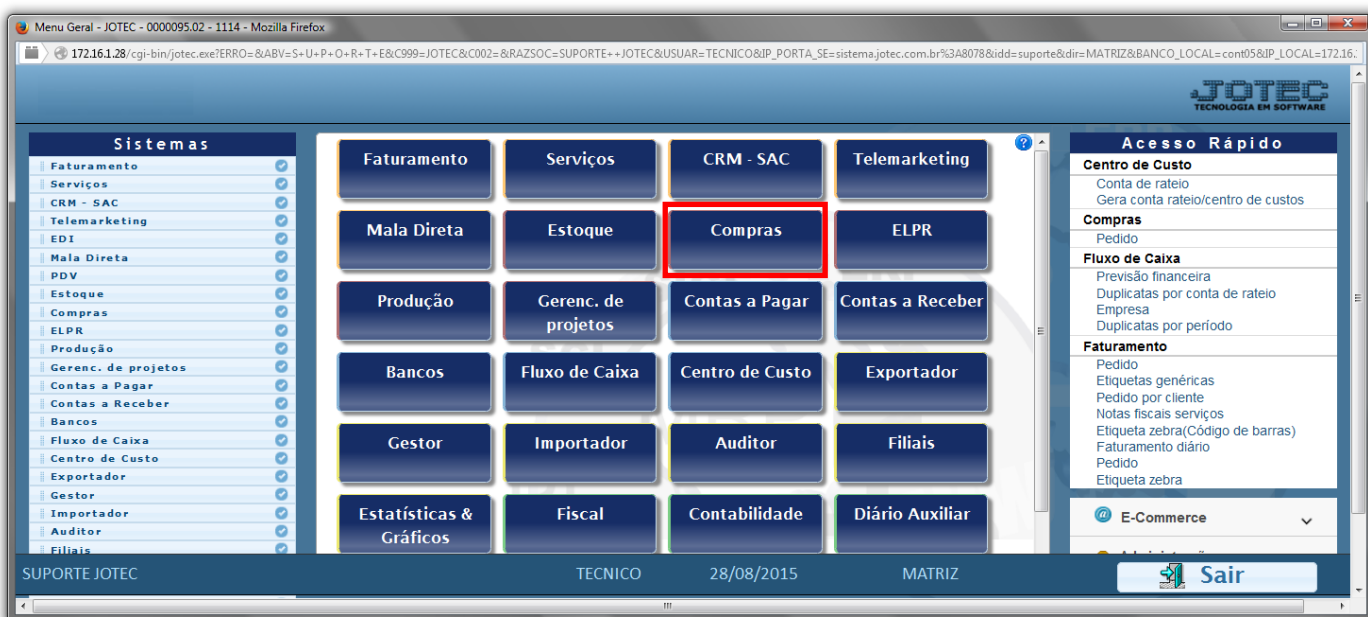 Menu Geral - JOTEC - 0000095.02 - 1114 - Mozilla Firefox
172.16.1.28/cgi-bin/jotec.exe?ERRO=&ABV=S+U+P+O+R+T+E&C999=JOTEC&C002=&RAZSOC=SUPORTE++JOTEC&USUAR=TECNICO&IP_PORTA_SE=sistema.jotec.com.br%3A8078&idd=suporte&dir=MATRIZ&BANCO_LOCAL=cont05&IP_LOCAL=172.16.
JOTEC
TECNOLOGIA EM SOFTWARE
Sistemas
Faturamento
Serviços
CRM - SAC
Telemarketing
EDI
Mala Direta
PDV
Estoque
Compras
ELPR
Produção
Gerenc. de projetos
Contas a Pagar
Contas a Receber
Bancos
Fluxo de Caixa
Centro de Custo
Exportador
Gestor
Importador
Auditor
Filiais
Faturamento
Serviços
CRM - SAC
Telemarketing
Mala Direta
Estoque
Compras
ELPR
Produção
Gerenc. de
projetos
Contas a Pagar
Contas a Receber
Bancos
Fluxo de Caixa
Centro de Custo
Exportador
Gestor
Importador
Auditor
Filiais
Estatísticas &
Gráficos
Fiscal
Contabilidade
Diário Auxiliar
?
Acesso Rápido
Centro de Custo
Conta de rateio
Gera conta rateio/centro de custos
Compras
Pedido
Fluxo de Caixa
Previsão financeira
Duplicatas por conta de rateio
Empresa
Duplicatas por período
Faturamento
Pedido
Etiquetas genéricas
Pedido por cliente
Notas fiscais serviços
Etiqueta zebra(Código de barras)
Faturamento diário
Pedido
Etiqueta zebra
@ E-Commerce
SUPORTE JOTEC
TECNICO
28/08/2015
MATRIZ
Sair